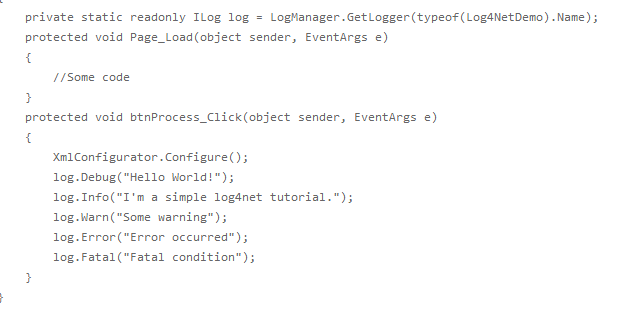 private static readonly ILog log = LogManager.GetLogger(typeof(Log4NetDemo).Name);
protected void Page_Load(object sender, EventArgs e)
{
//Some code
}
protected void btnProcess_Click(object sender, EventArgs e)
{
XmlConfigurator.Configure();
log.Debug("Hello World!");
log.Info("I'm a simple log4net tutorial.");
log.Warn("Some warning");
log.Error("Error occurred");
log.Fatal("Fatal condition");
}
}